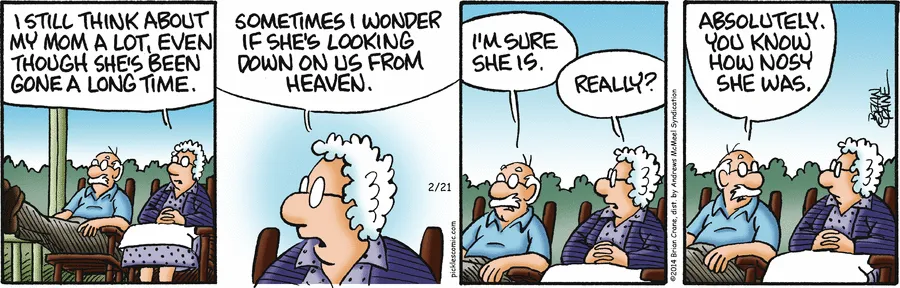 I STILL THINK ABOUT
MY MOM A LOT, EVEN
THOUGH SHE'S BEEN
GONE A LONG TIME.
SOMETIMES I WONDER
IF SHE'S LOOKING
DOWN ON US FROM
HEAVEN.
2/21
picklescomic.com
I'M SURE
SHE IS.
REALLY?
©2014 Brian Crane, dist. by Andrews McMeel Syndication
ABSOLUTELY.
YOU KNOW
HOW NOSY
SHE WAS.
BRIAN
CRANE